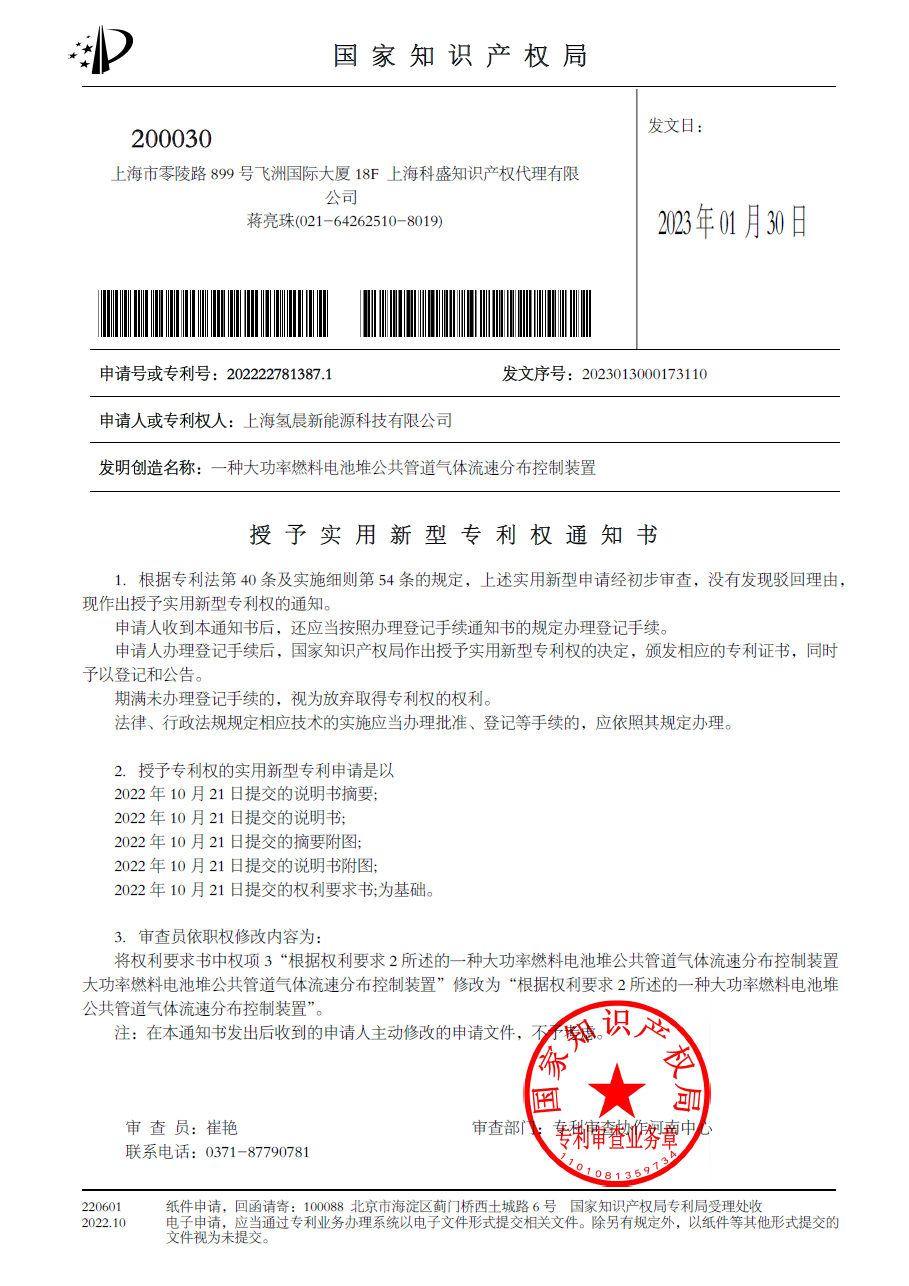 国家知识产权局
200030
上海市零陵路 899 号飞洲国际大厦 18F 上海科盛知识产权代理有限
公司
蒋亮珠(021-64262510-8019)
发文日：
2023年01月30日
申请号或专利号：202222781387.1
发文序号：2023013000173110
申请人或专利权人：上海氢晨新能源科技有限公司
发明创造名称：一种大功率燃料电池堆公共管道气体流速分布控制装置
授予实用新型专利权通知书
1. 根据专利法第 40 条及实施细则第 54 条的规定，上述实用新型申请经初步审查，没有发现驳回理由，
现作出授予实用新型专利权的通知。
申请人收到本通知书后，还应当按照办理登记手续通知书的规定办理登记手续。
申请人办理登记手续后，国家知识产权局作出授予实用新型专利权的决定，颁发相应的专利证书，同时
予以登记和公告。
期满未办理登记手续的，视为放弃取得专利权的权利。
法律、行政法规规定相应技术的实施应当办理批准、登记等手续的，应依照其规定办理。
2. 授予专利权的实用新型专利申请是以
2022 年 10 月 21 日提交的说明书摘要;
2022 年 10 月 21 日提交的说明书;
2022 年 10 月 21 日提交的摘要附图;
2022 年 10 月 21 日提交的说明书附图;
2022 年 10 月 21 日提交的权利要求书;为基础。
3. 审查员依职权修改内容为：
将权利要求书中权项 3“根据权利要求 2 所述的一种大功率燃料电池堆公共管道气体流速分布控制装置
大功率燃料电池堆公共管道气体流速分布控制装置”修改为“根据权利要求 2 所述的一种大功率燃料电池堆
公共管道气体流速分布控制装置”。
注：在本通知书发出后收到的申请人主动修改的申请文件，不予考虑。
审查员：崔艳
审查部门：专利审查协作河南中心
联系电话：0371-87790781
国家知识产权局
专利审查业务章
1101081359734
220601
2022.10
纸件申请，回函请寄：100088 北京市海淀区蓟门桥西土城路 6 号 国家知识产权局专利局受理处收
电子申请，应当通过专利业务办理系统以电子文件形式提交相关文件。除另有规定外，以纸件等其他形式提交的
文件视为未提交。